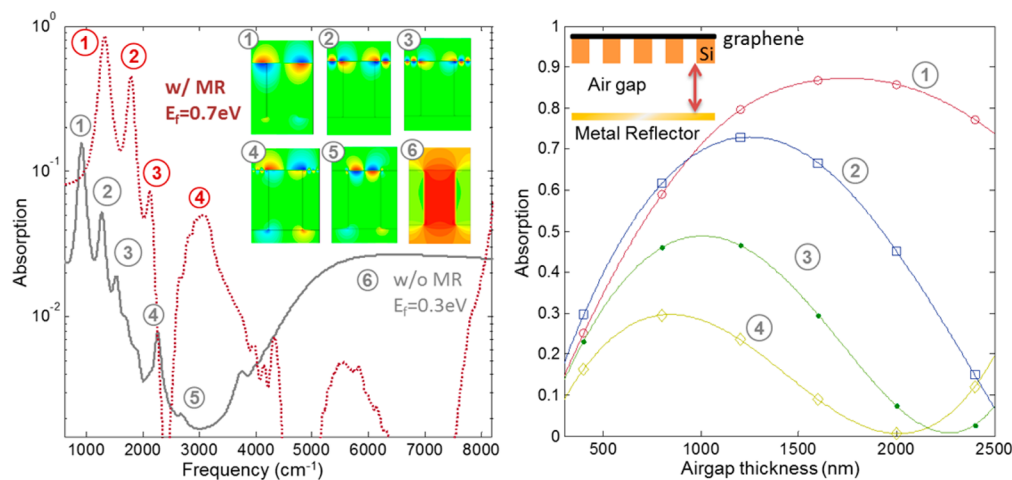 10⁰
10⁻¹
10⁻²
Absorption
1000 2000 3000 4000 5000 6000 7000 8000
Frequency (cm⁻¹)
① ② ③ ④
w/ MR
E_f=0.7eV
① ② ③
④ ⑤ ⑥
① ② ③ ④ ⑤ ⑥
w/o MR
E_f=0.3eV
1
0.9
0.8
0.7
0.6
0.5
0.4
0.3
0.2
0.1
0
Absorption
500 1000 1500 2000 2500
Airgap thickness (nm)
graphene
Si
Air gap
Metal Reflector
①
②
③
④